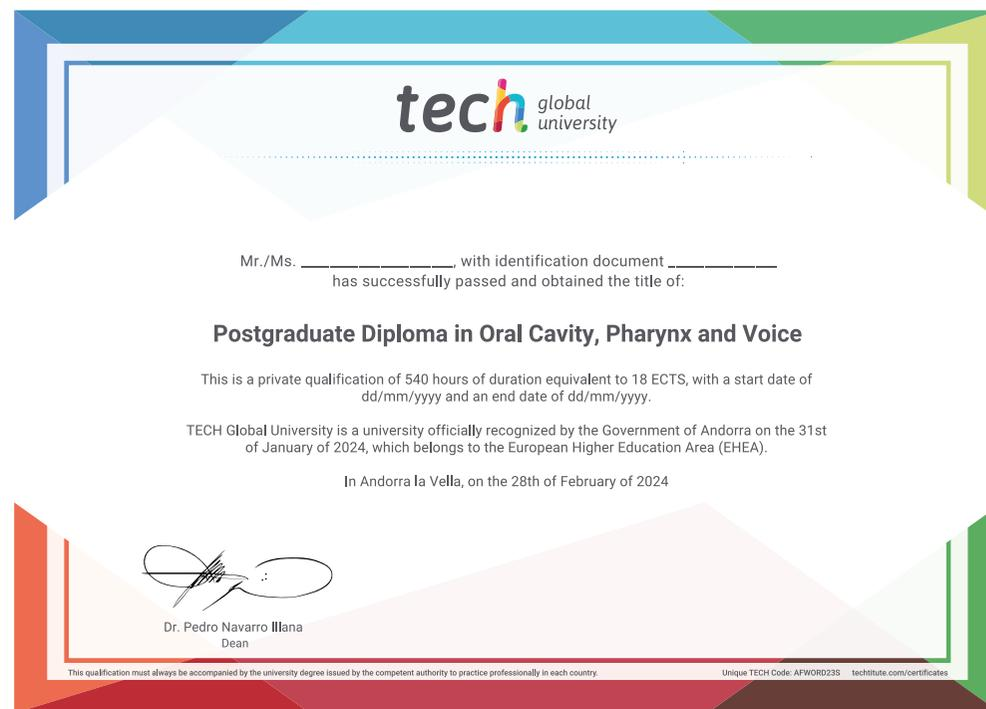 tech global
university
Mr./Ms. ____________________, with identification document ______________
has successfully passed and obtained the title of:
Postgraduate Diploma in Oral Cavity, Pharynx and Voice
This is a private qualification of 540 hours of duration equivalent to 18 ECTS, with a start date of
dd/mm/yyyy and an end date of dd/mm/yyyy.
TECH Global University is a university officially recognized by the Government of Andorra on the 31st
of January of 2024, which belongs to the European Higher Education Area (EHEA).
In Andorra la Vella, on the 28th of February of 2024
Dr. Pedro Navarro Illana
Dean
This qualification must always be accompanied by the university degree issued by the competent authority to practice professionally in each country. Unique TECH Code: AFWORD23S techtitute.com/certificates